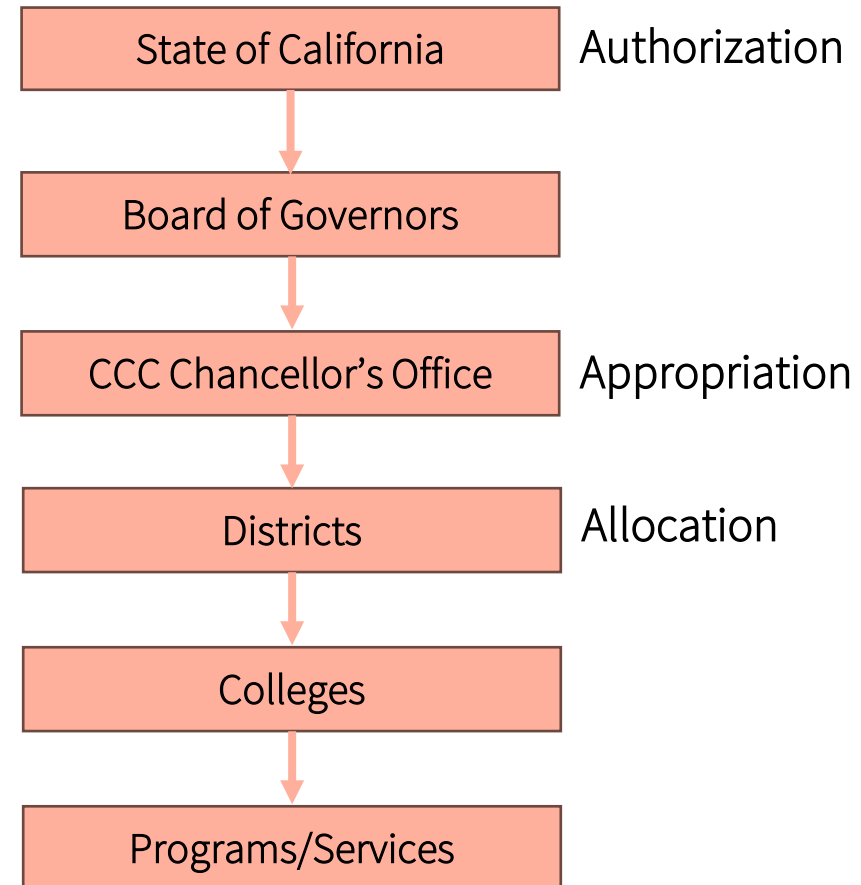 State of California
Authorization
Board of Governors
CCC Chancellor’s Office
Appropriation
Districts
Allocation
Colleges
Programs/Services